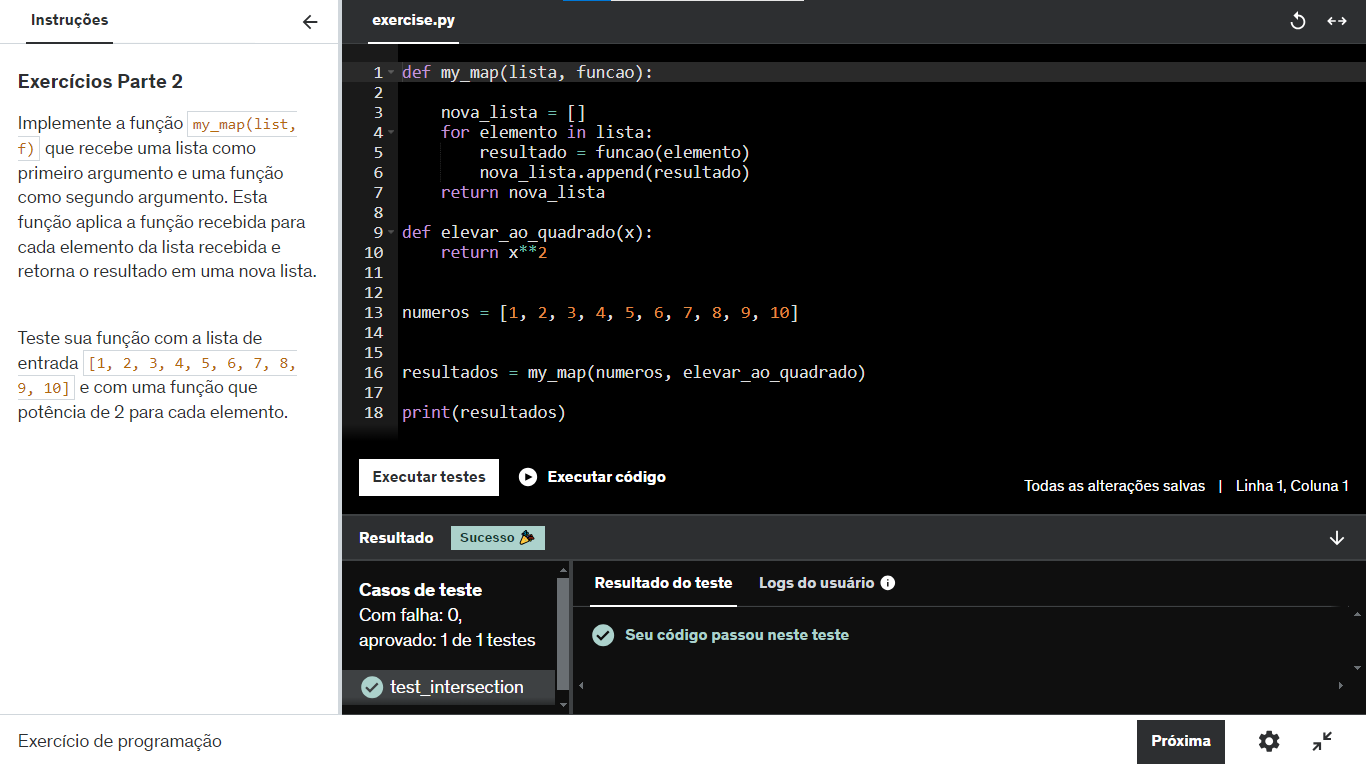 Instruções
exercise.py
Exercícios Parte 2
Implemente a função my_map(list,
f) que recebe uma lista como
primeiro argumento e uma função
como segundo argumento. Esta
função aplica a função recebida para
cada elemento da lista recebida e
retorna o resultado em uma nova lista.
Teste sua função com a lista de
entrada [1, 2, 3, 4, 5, 6, 7, 8,
9, 10] e com uma função que
potência de 2 para cada elemento.
1 def my_map(lista, funcao):
2
3     nova_lista = []
4     for elemento in lista:
5         resultado = funcao(elemento)
6         nova_lista.append(resultado)
7     return nova_lista
8
9 def elevar_ao_quadrado(x):
10     return x**2
11
12
13 numeros = [1, 2, 3, 4, 5, 6, 7, 8, 9, 10]
14
15
16 resultados = my_map(numeros, elevar_ao_quadrado)
17
18 print(resultados)
Executar testes
Executar código
Todas as alterações salvas | Linha 1, Coluna 1
Resultado
Sucesso
Casos de teste
Com falha: 0,
aprovado: 1 de 1 testes
test_intersection
Resultado do teste
Logs do usuário
Seu código passou neste teste
Exercício de programação
Próxima